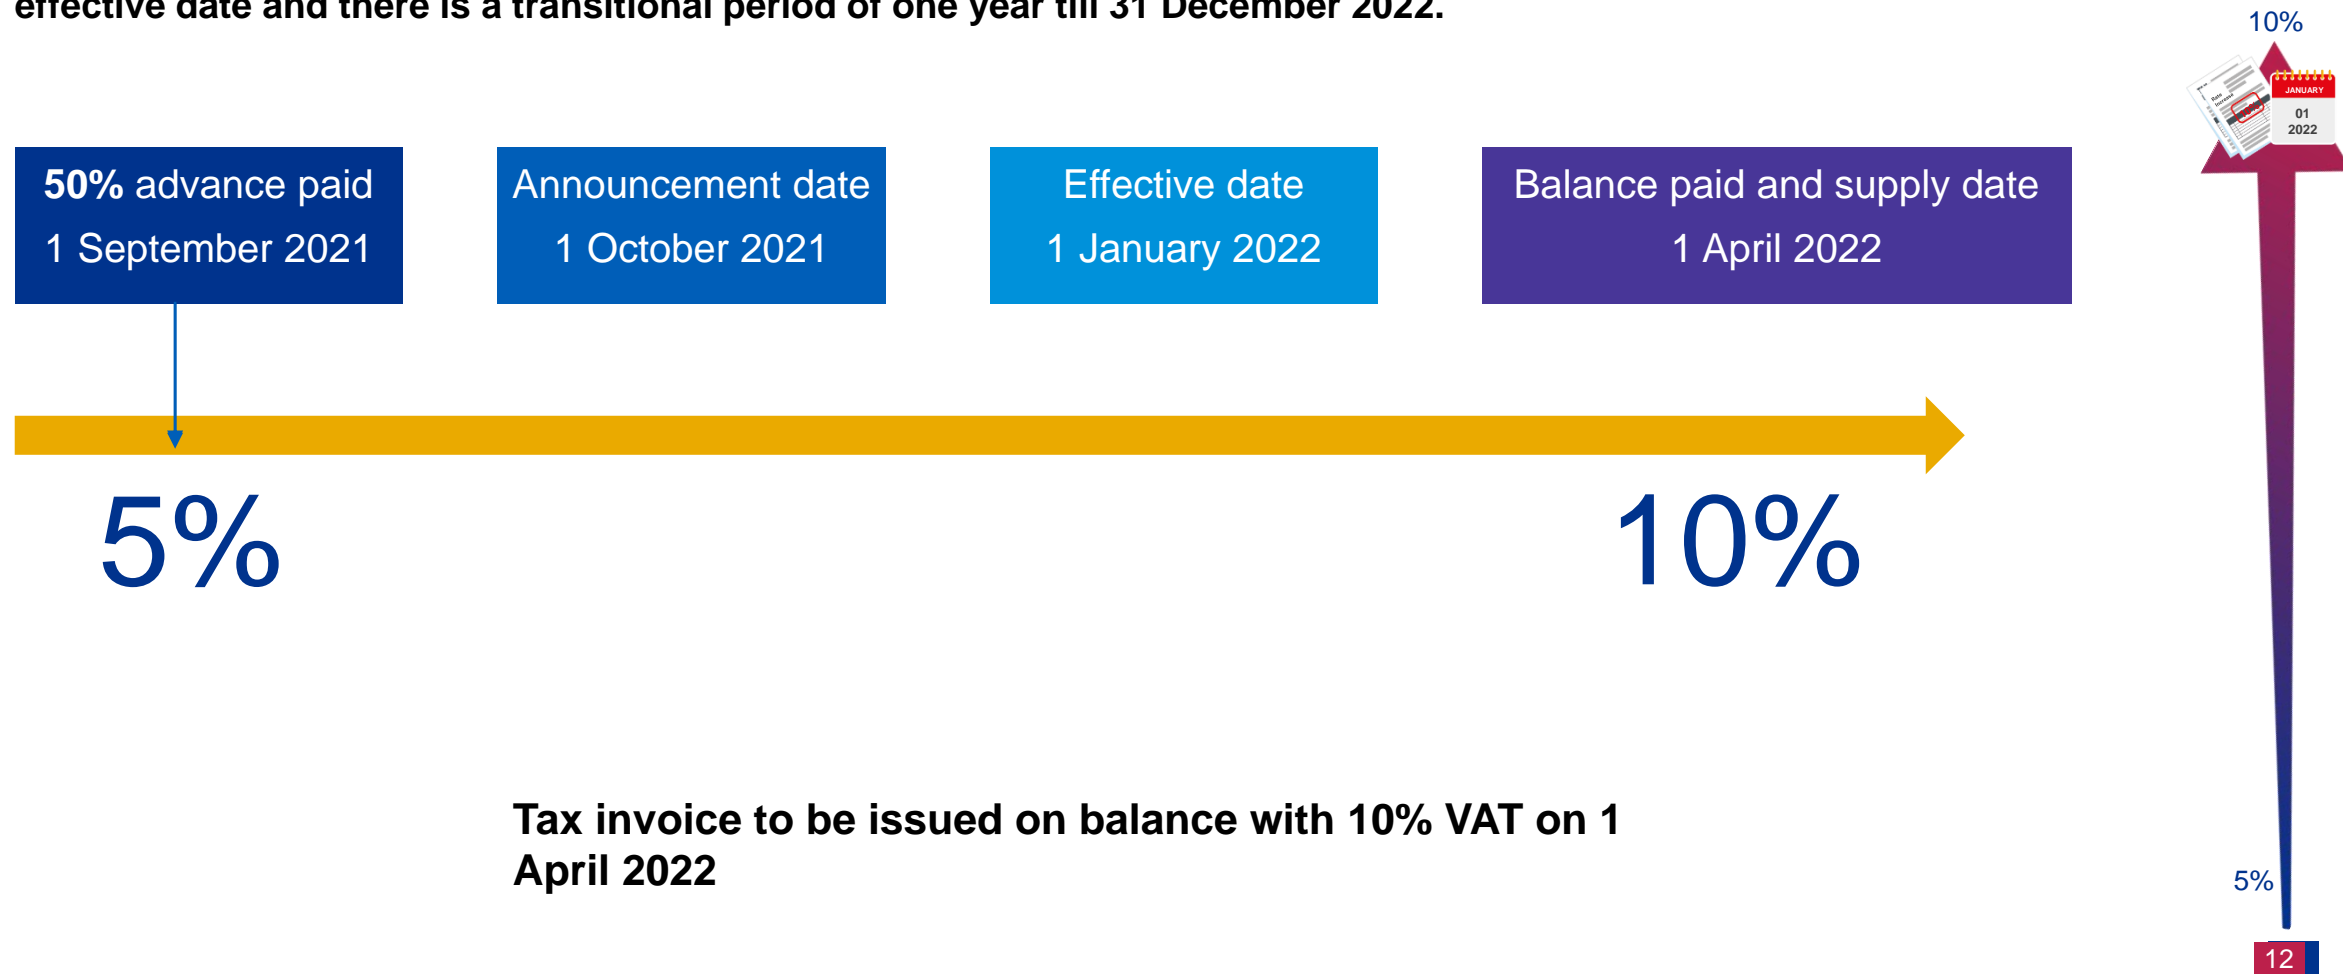 effective date and there is a transitional period of one year till 31 December 2022.
10%
JANUARY
01
2022
Rate
Increase
50% advance paid
1 September 2021
Announcement date
1 October 2021
Effective date
1 January 2022
Balance paid and supply date
1 April 2022
5%
10%
Tax invoice to be issued on balance with 10% VAT on 1
April 2022
5%
12